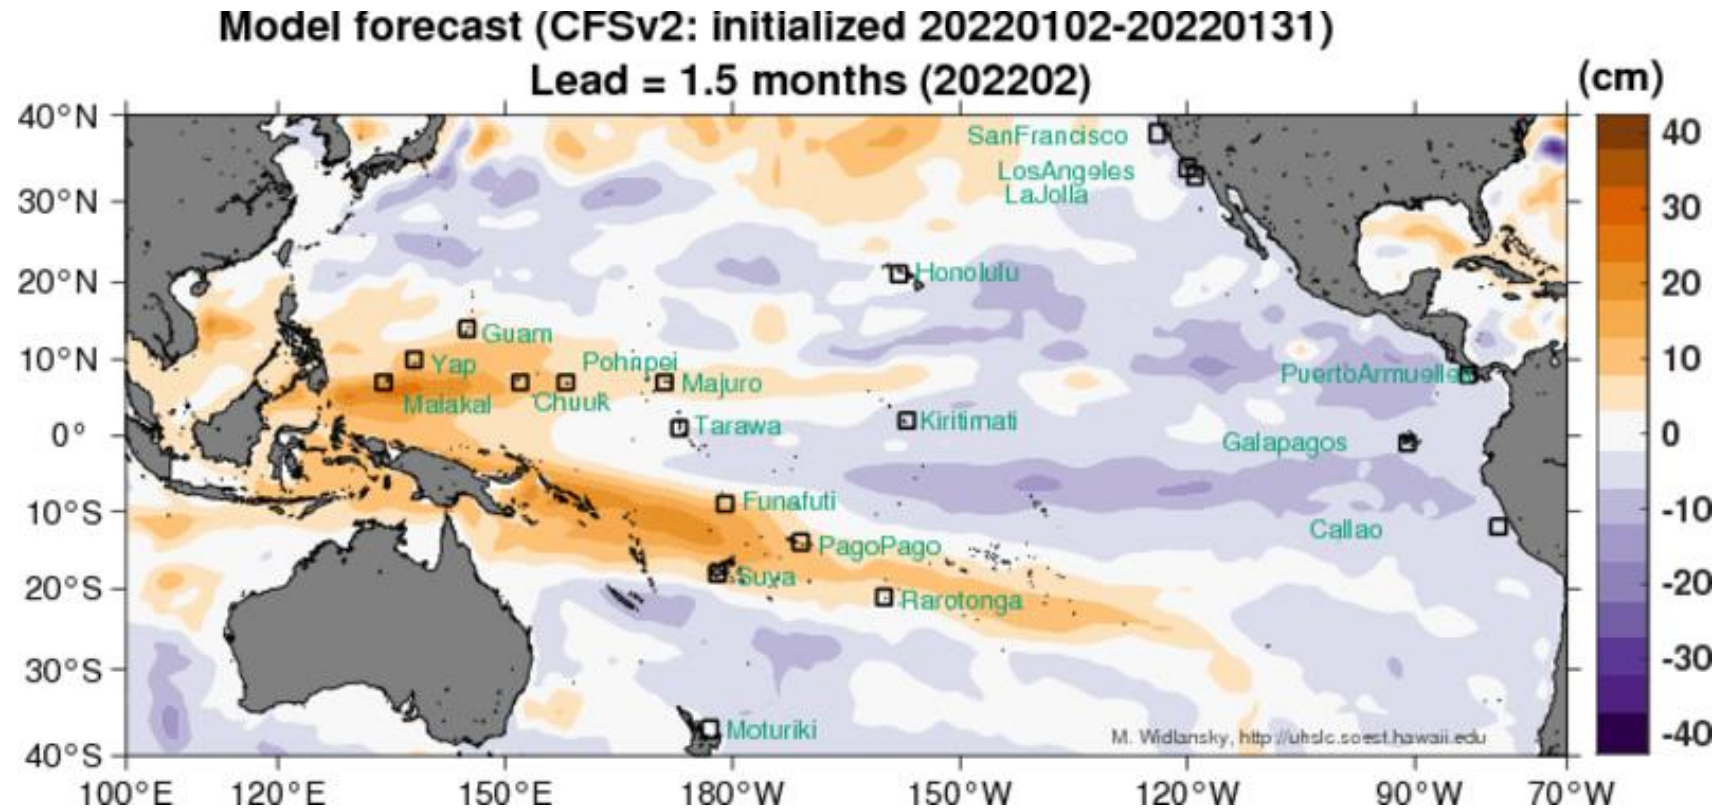 Model forecast (CFSv2: initialized 20220102-20220131)
Lead = 1.5 months (202202)
(cm)
40°N
30°N
20°N
10°N
0°
10°S
20°S
30°S
40°S
SanFrancisco
LosAngeles
LaJolla
Honolulu
Guam
Yap
Pohnpei
Malakal
Chuuk
Majuro
Tarawa
Kiritimati
PuertoArmuelles
Galapagos
Funafuti
Callao
PagoPago
Suva
Rarotonga
Moturiki
M. Widlansky, http://uhslc.soest.hawaii.edu
100°E 120°E 150°E 180°W 150°W 120°W 90°W 70°W
40
30
20
10
0
-10
-20
-30
-40